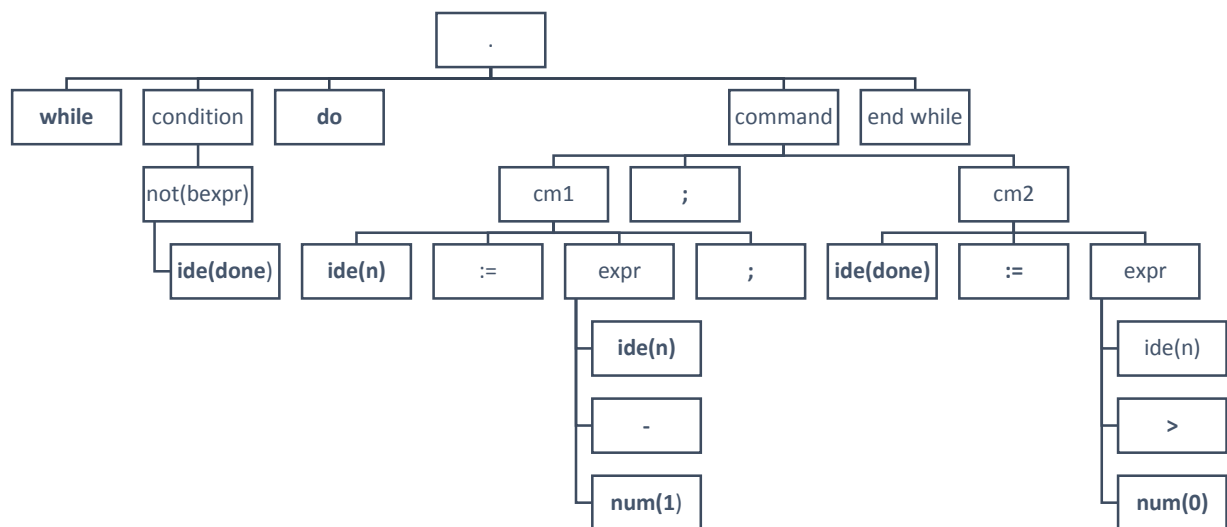 .
while condition do command end while
not(bexpr) cm1 ; cm2
ide(done) ide(n) := expr ; ide(done) := expr
ide(n) ide(n)
- >
num(1) num(0)